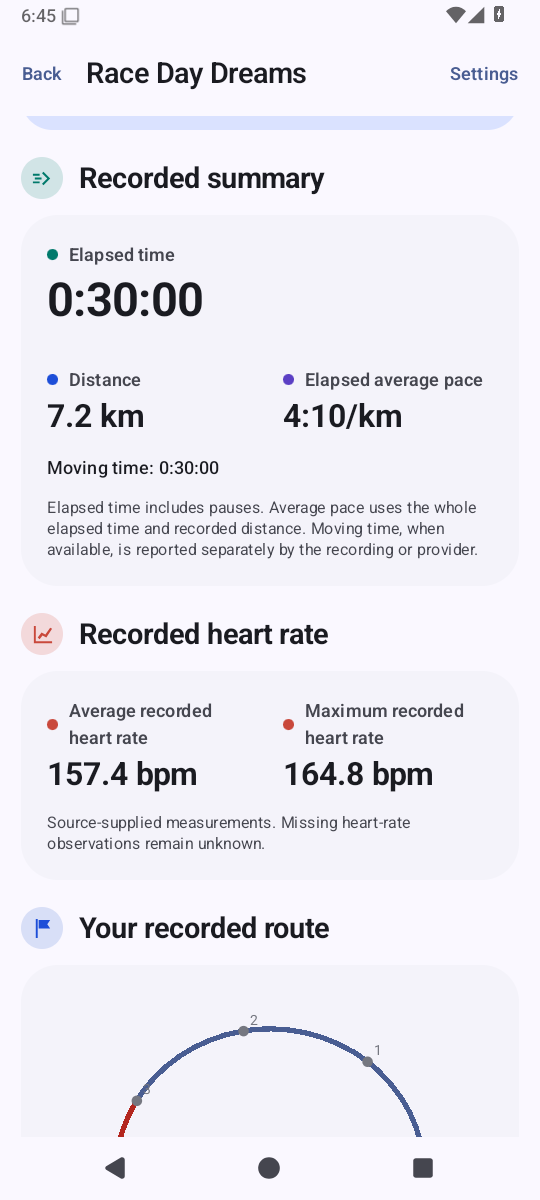 6:45
Back
Race Day Dreams
Settings
Recorded summary
Elapsed time
0:30:00
Distance
Elapsed average pace
7.2 km
4:10/km
Moving time: 0:30:00
Elapsed time includes pauses. Average pace uses the whole
elapsed time and recorded distance. Moving time, when
available, is reported separately by the recording or provider.
Recorded heart rate
Average recorded
heart rate
Maximum recorded
heart rate
157.4 bpm
164.8 bpm
Source-supplied measurements. Missing heart-rate
observations remain unknown.
Your recorded route
2
1